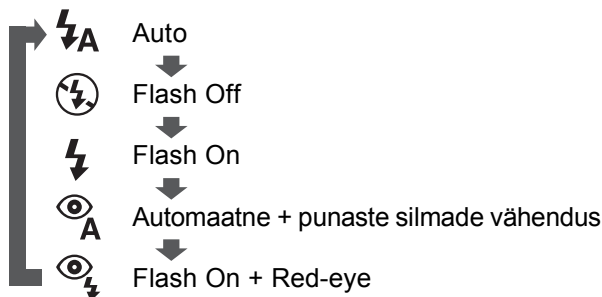 A Auto
Flash Off
Flash On
A Automaatne + punaste silmade vähendus
Flash On + Red-eye